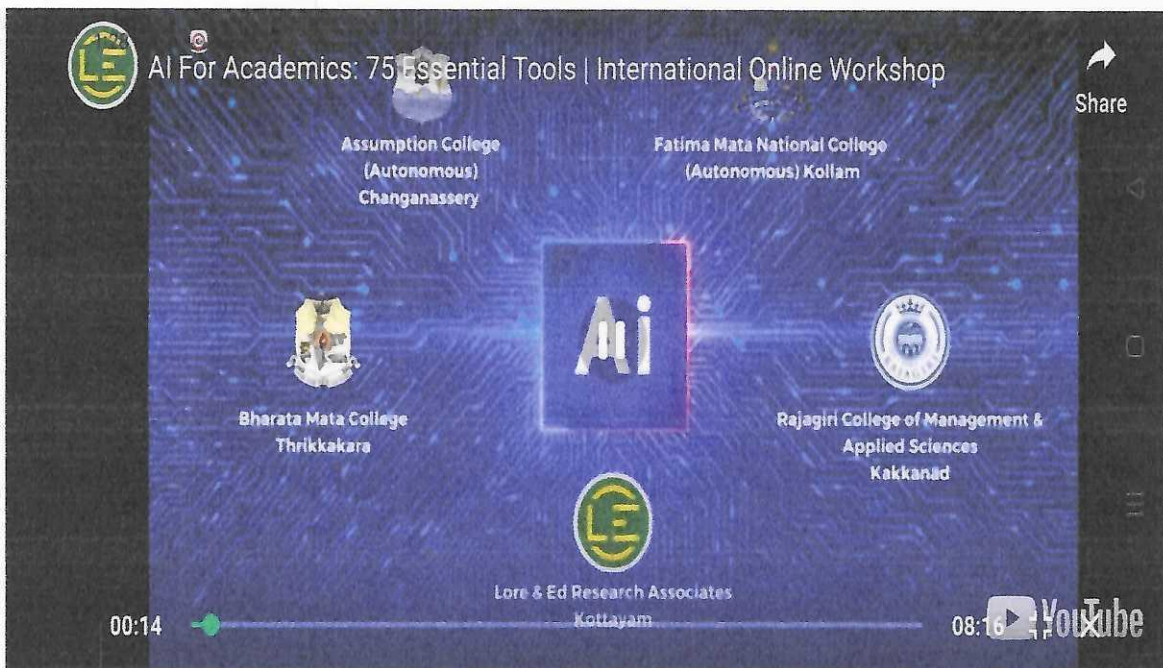 LE
AI For Academics: 75 Essential Tools | International Online Workshop
Share
Assumption College
(Autonomous)
Changanassery
Fatima Mata National College
(Autonomous) Kollam
Ai
Bharata Mata College
Thrikkakara
Rajagiri College of Management &
Applied Sciences
Kakkanad
LE
Lore & Ed Research Associates
Kottayam
00:14
08:16
YouTube